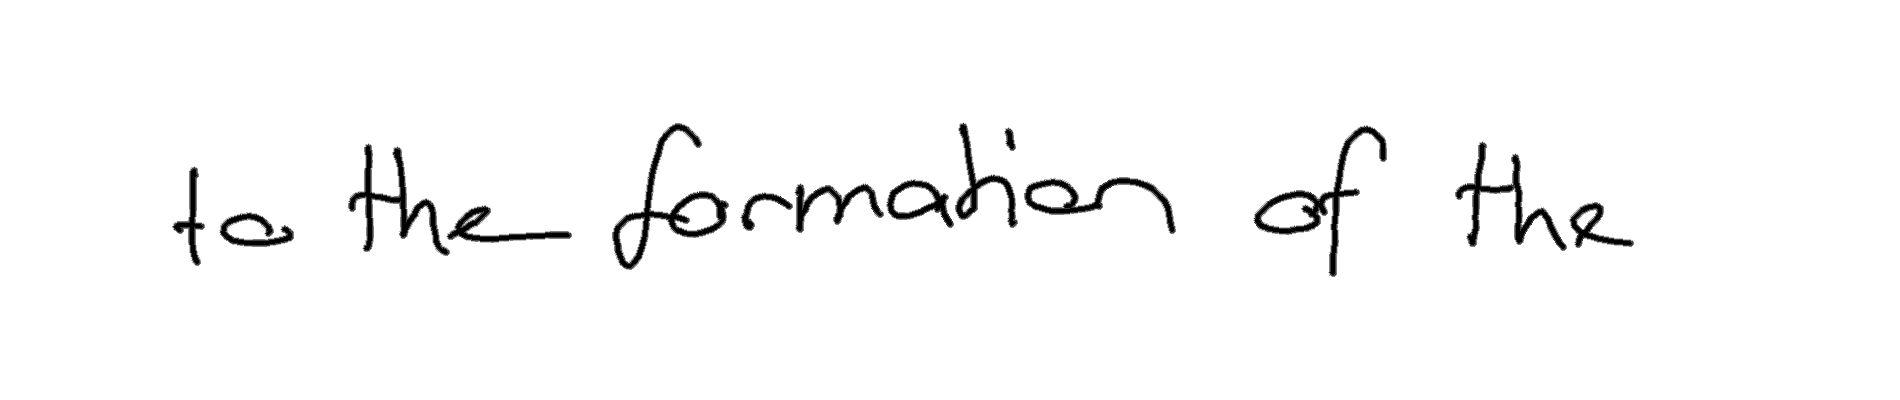 to the formation of the